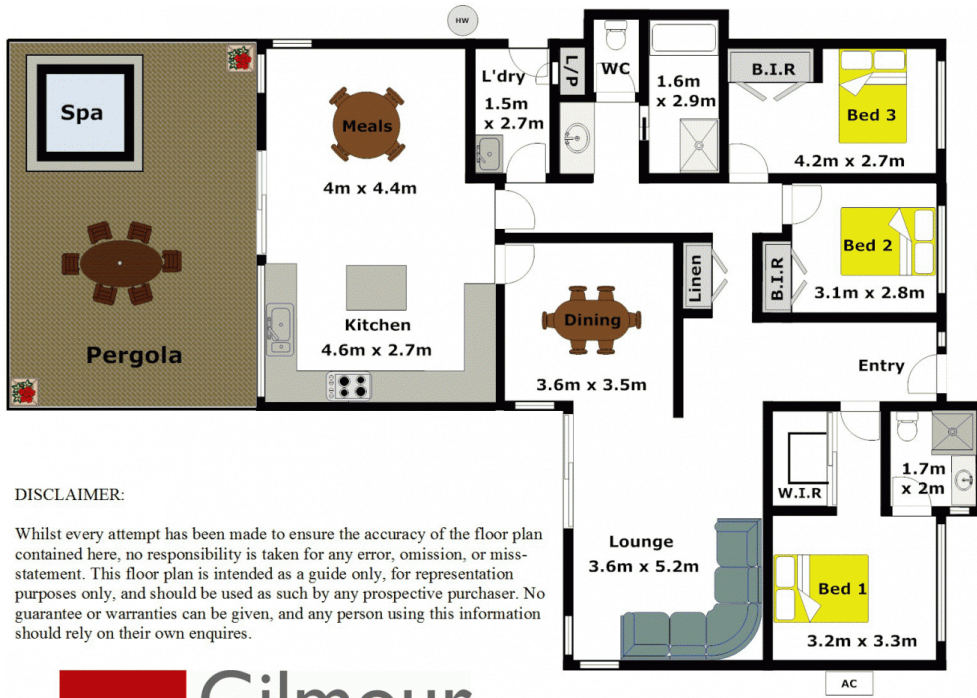 HW
Spa
Meals
4m x 4.4m
L'dry
1.5m
x 2.7m
L/P
WC
1.6m
x 2.9m
B.I.R
Bed 3
4.2m x 2.7m
Bed 2
B.I.R
3.1m x 2.8m
Linen
Dining
3.6m x 3.5m
Kitchen
4.6m x 2.7m
Pergola
Entry
W.I.R
1.7m
x 2m
Lounge
3.6m x 5.2m
Bed 1
3.2m x 3.3m
AC
DISCLAIMER:
Whilst every attempt has been made to ensure the accuracy of the floor plan
contained here, no responsibility is taken for any error, omission, or miss-
statement. This floor plan is intended as a guide only, for representation
purposes only, and should be used as such by any prospective purchaser. No
guarantee or warranties can be given, and any person using this information
should rely on their own enquires.
Gilmour